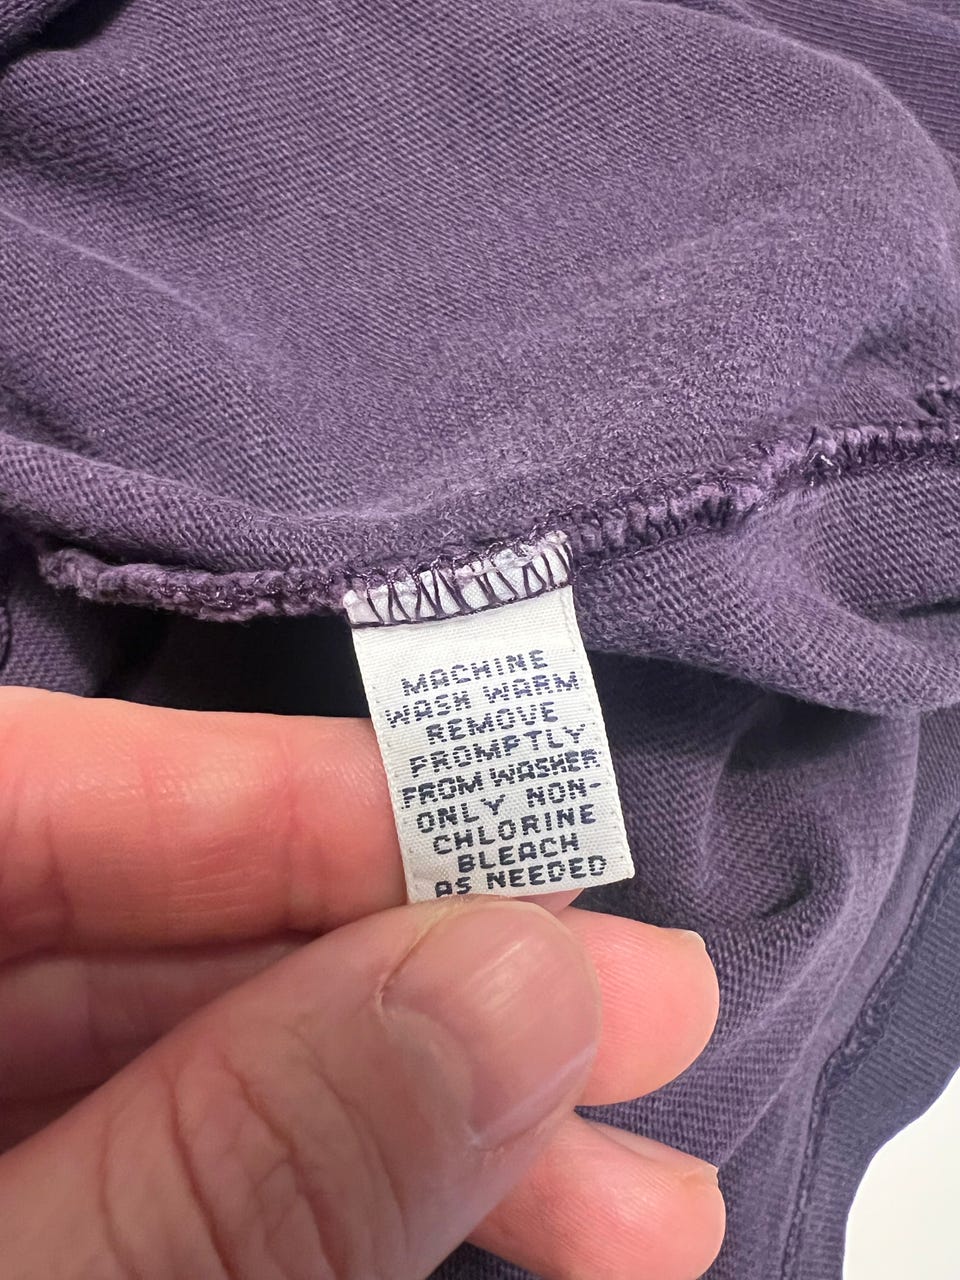 MACHINE
WASH WARM
REMOVE
PROMPTLY
FROM WASHER
ONLY NON-
CHLORINE
BLEACH
AS NEEDED